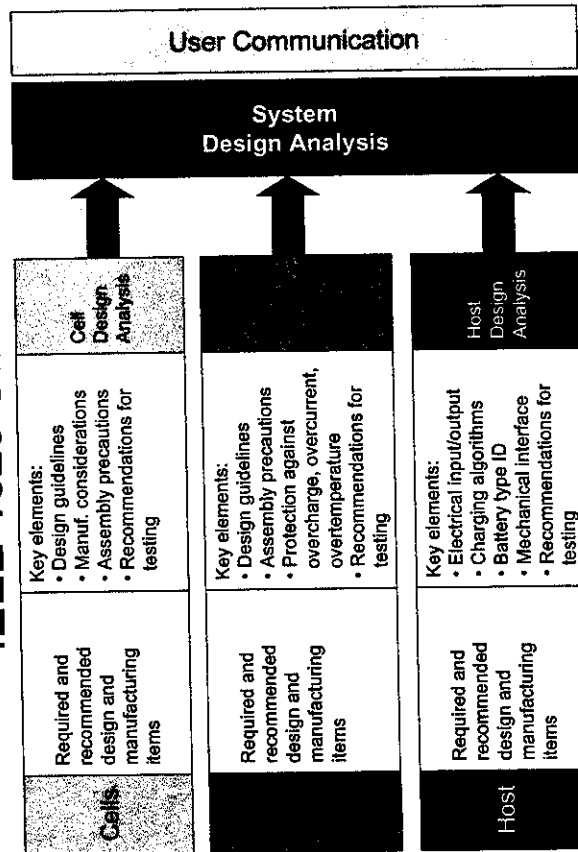 User Communication
System
Design Analysis
Cells
Required and
recommended
design and
manufacturing
items
Key elements:
• Design guidelines
• Manuf. considerations
• Assembly precautions
• Recommendations for
testing
Cell
Design
Analysis
Required and
recommended
design and
manufacturing
items
Key elements:
• Design guidelines
• Assembly precautions
• Protection against
overcharge, overcurrent,
overtemperature
• Recommendations for
testing
Host
Required and
recommended
design and
manufacturing
items
Key elements:
• Electrical input/output
• Charging algorithms
• Battery type ID
• Mechanical interface
• Recommendations for
testing
Host
Design
Analysis